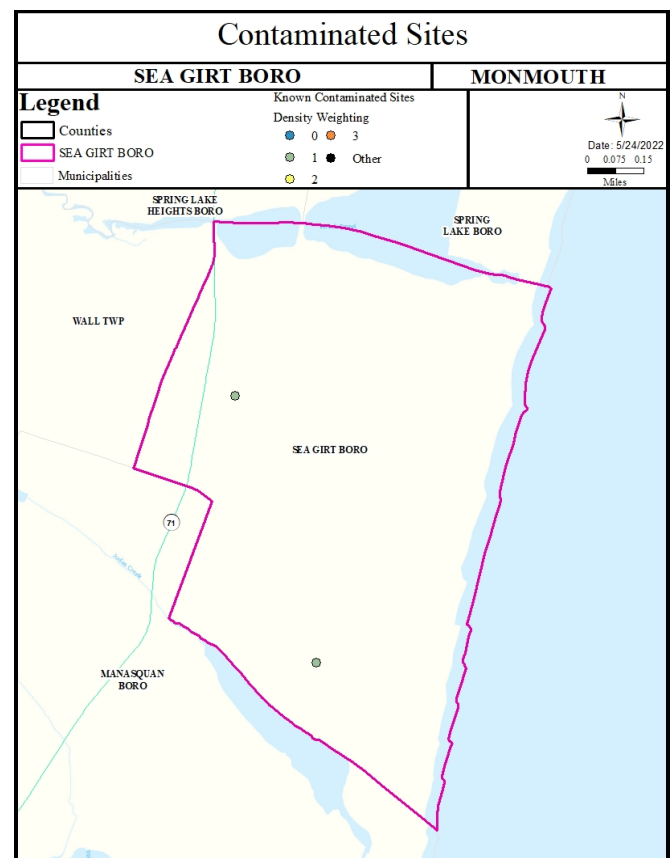 Contaminated Sites
SEA GIRT BORO
MONMOUTH
Legend
Counties
SEA GIRT BORO
Municipalities
Known Contaminated Sites
Density Weighting
0
3
1
Other
2
N
Date: 5/24/2022
0 0.075 0.15
Miles
SPRING LAKE
HEIGHTS BORO
SPRING
LAKE BORO
WALL TWP
SEA GIRT BORO
71
MANASQUAN
BORO